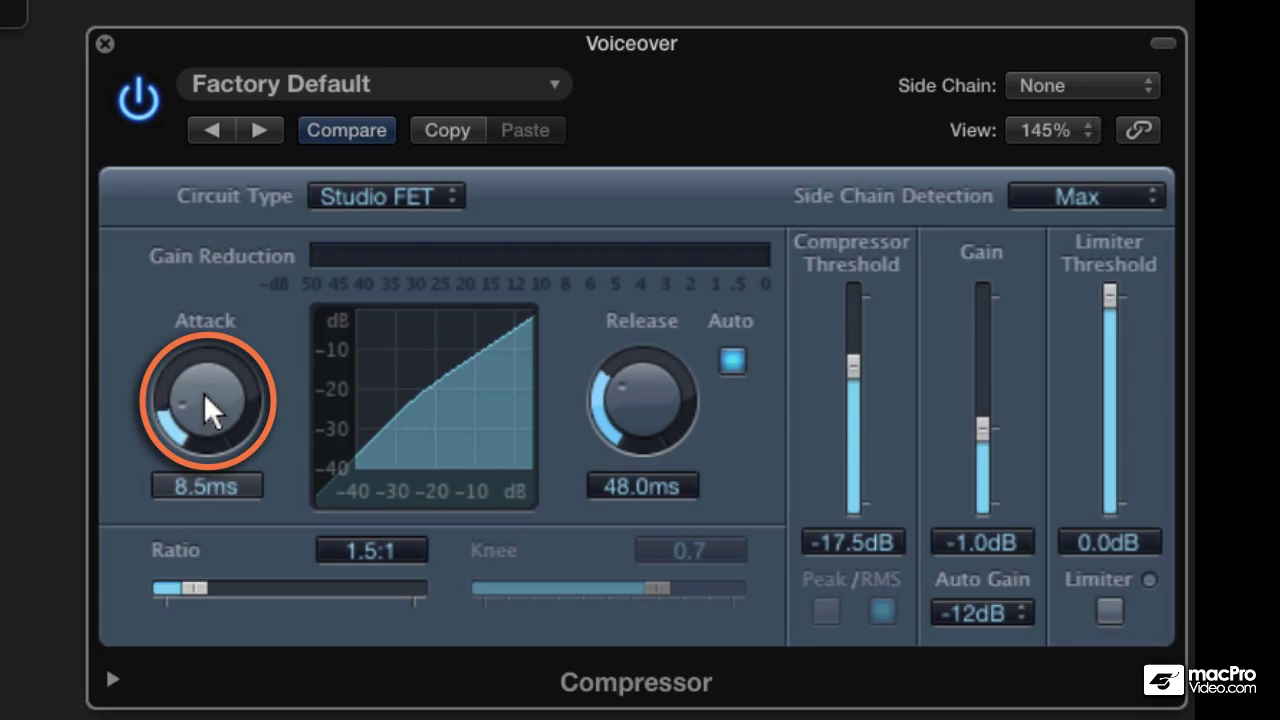 Voiceover
Factory Default
Side Chain: None
Compare Copy Paste
View: 145%
Circuit Type Studio FET
Side Chain Detection Max
Gain Reduction
-dB 50 45 40 35 30 25 20 15 12 10 8 6 5 4 3 2 1 .5 0
Compressor Threshold
Gain
Limiter Threshold
Attack
8.5ms
dB
-10
-20
-30
-40
-40 -30 -20 -10 dB
Release Auto
48.0ms
-17.5dB
-1.0dB
0.0dB
Ratio 1.5:1
Knee 0.7
Peak /RMS
Auto Gain
-12dB
Limiter
Compressor
macPro
Video.com